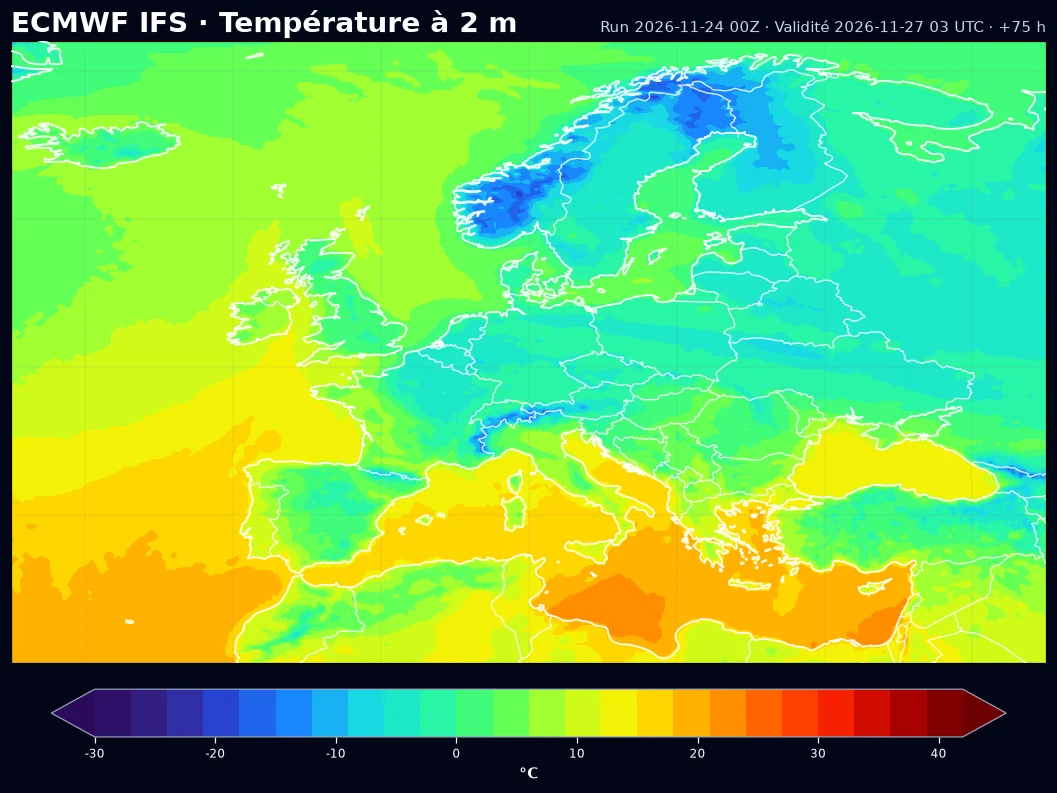 ECMWF IFS · Température à 2 m
Run 2026-11-24 00Z · Validité 2026-11-27 03 UTC · +75 h
-30 -20 -10 0 10 20 30 40
°C